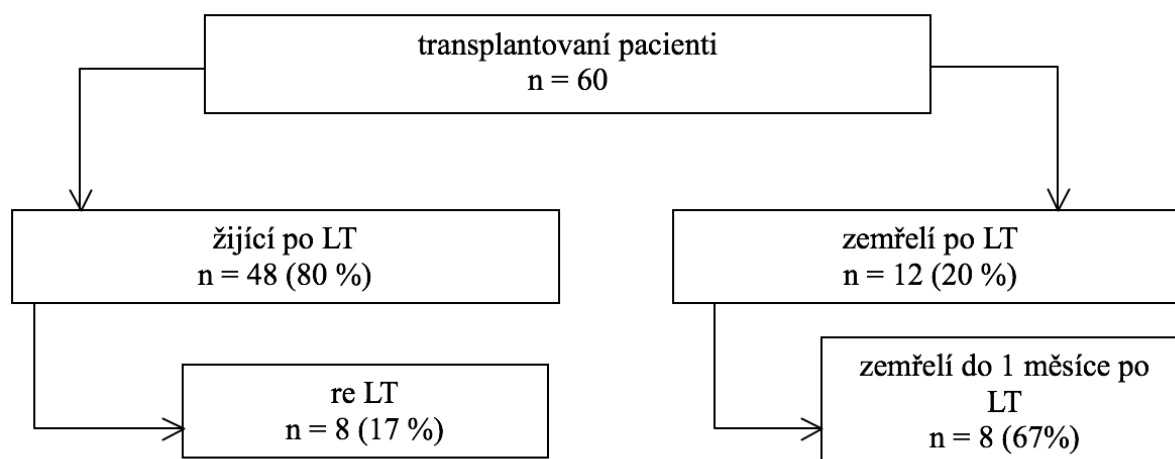 transplantovaní pacienti
n = 60
žijící po LT
n = 48 (80 %)
zemřelí po LT
n = 12 (20 %)
re LT
n = 8 (17 %)
zemřelí do 1 měsíce po
LT
n = 8 (67%)